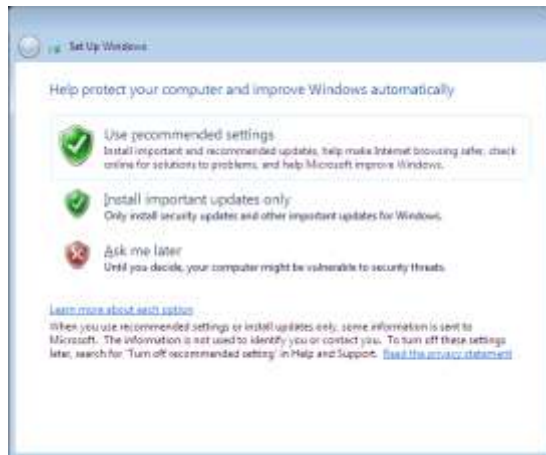 Set Up Windows
Help protect your computer and improve Windows automatically
Use recommended settings
Install important and recommended updates, help make Internet browsing safer, check
online for solutions to problems, and help Microsoft improve Windows.
Install important updates only
Only install security updates and other important updates for Windows.
Ask me later
Until you decide, your computer might be vulnerable to security threats.
Learn more about each option
When you use recommended settings or install updates only, some information is sent to
Microsoft. The information is not used to identify you or contact you. To turn off these settings
later, search for "Turn off recommended setting" in Help and Support. Read the privacy statement